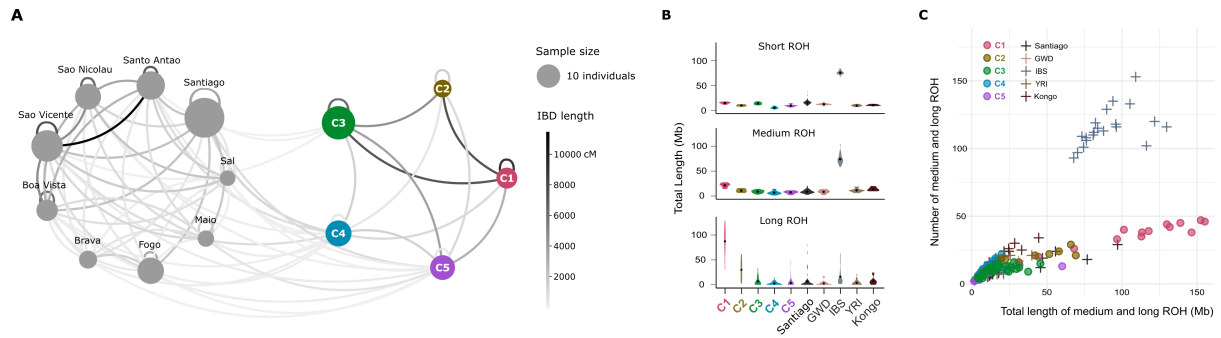 A
Santo Antao
Sao Nicolau
Santiago
Sao Vicente
Sal
Boa Vista
Maio
Brava
Fogo
C2
C3
C1
C4
C5
Sample size
10 individuals
IBD length
10000 cM
8000
6000
4000
2000
B
Total Length (Mb)
Short ROH
100
50
0
Medium ROH
100
50
0
Long ROH
100
50
0
C1
C2
C3
C4
C5
Santiago
GWD
IBS
YRI
Kongo
C
Number of medium and long ROH
150
100
50
0
C1
C2
C3
C4
C5
Santiago
GWD
IBS
YRI
Kongo
0
50
100
150
Total length of medium and long ROH (Mb)